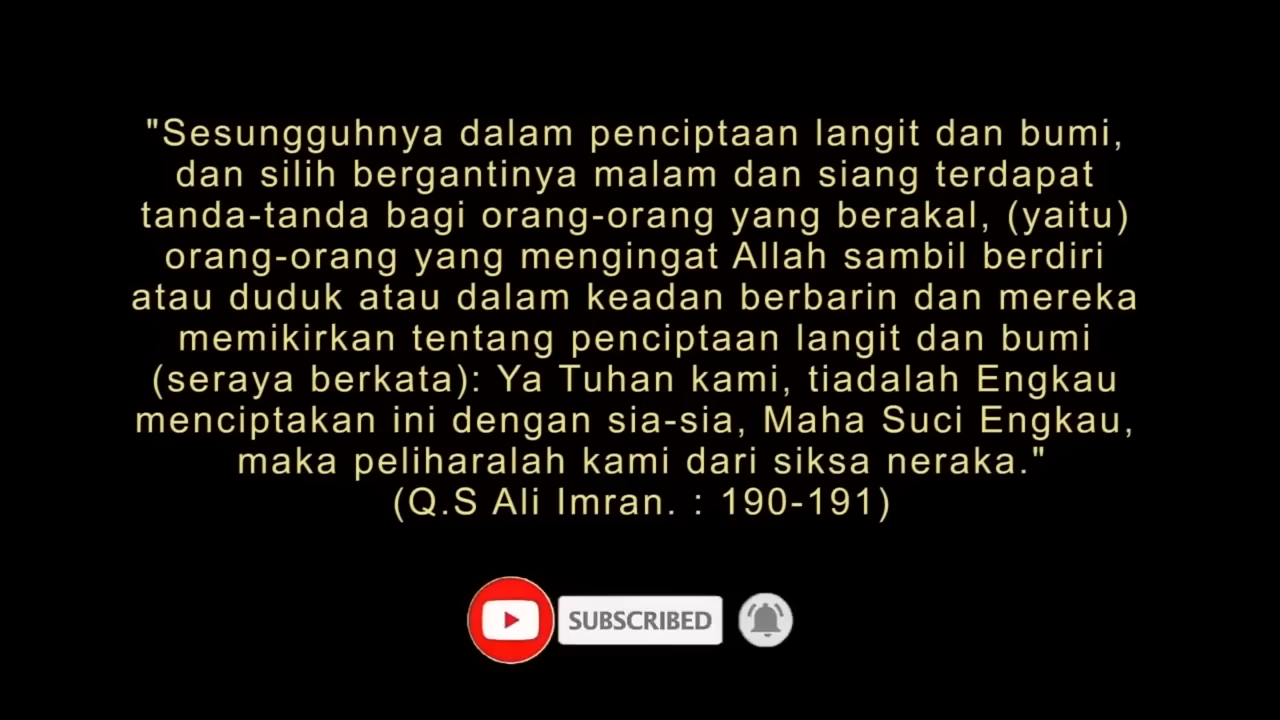 "Sesungguhnya dalam penciptaan langit dan bumi,
dan silih bergantinya malam dan siang terdapat
tanda-tanda bagi orang-orang yang berakal, (yaitu)
orang-orang yang mengingat Allah sambil berdiri
atau duduk atau dalam keadan berbarin dan mereka
memikirkan tentang penciptaan langit dan bumi
(seraya berkata): Ya Tuhan kami, tiadalah Engkau
menciptakan ini dengan sia-sia, Maha Suci Engkau,
maka peliharalah kami dari siksa neraka."
(Q.S Ali Imran. : 190-191)
SUBSCRIBED